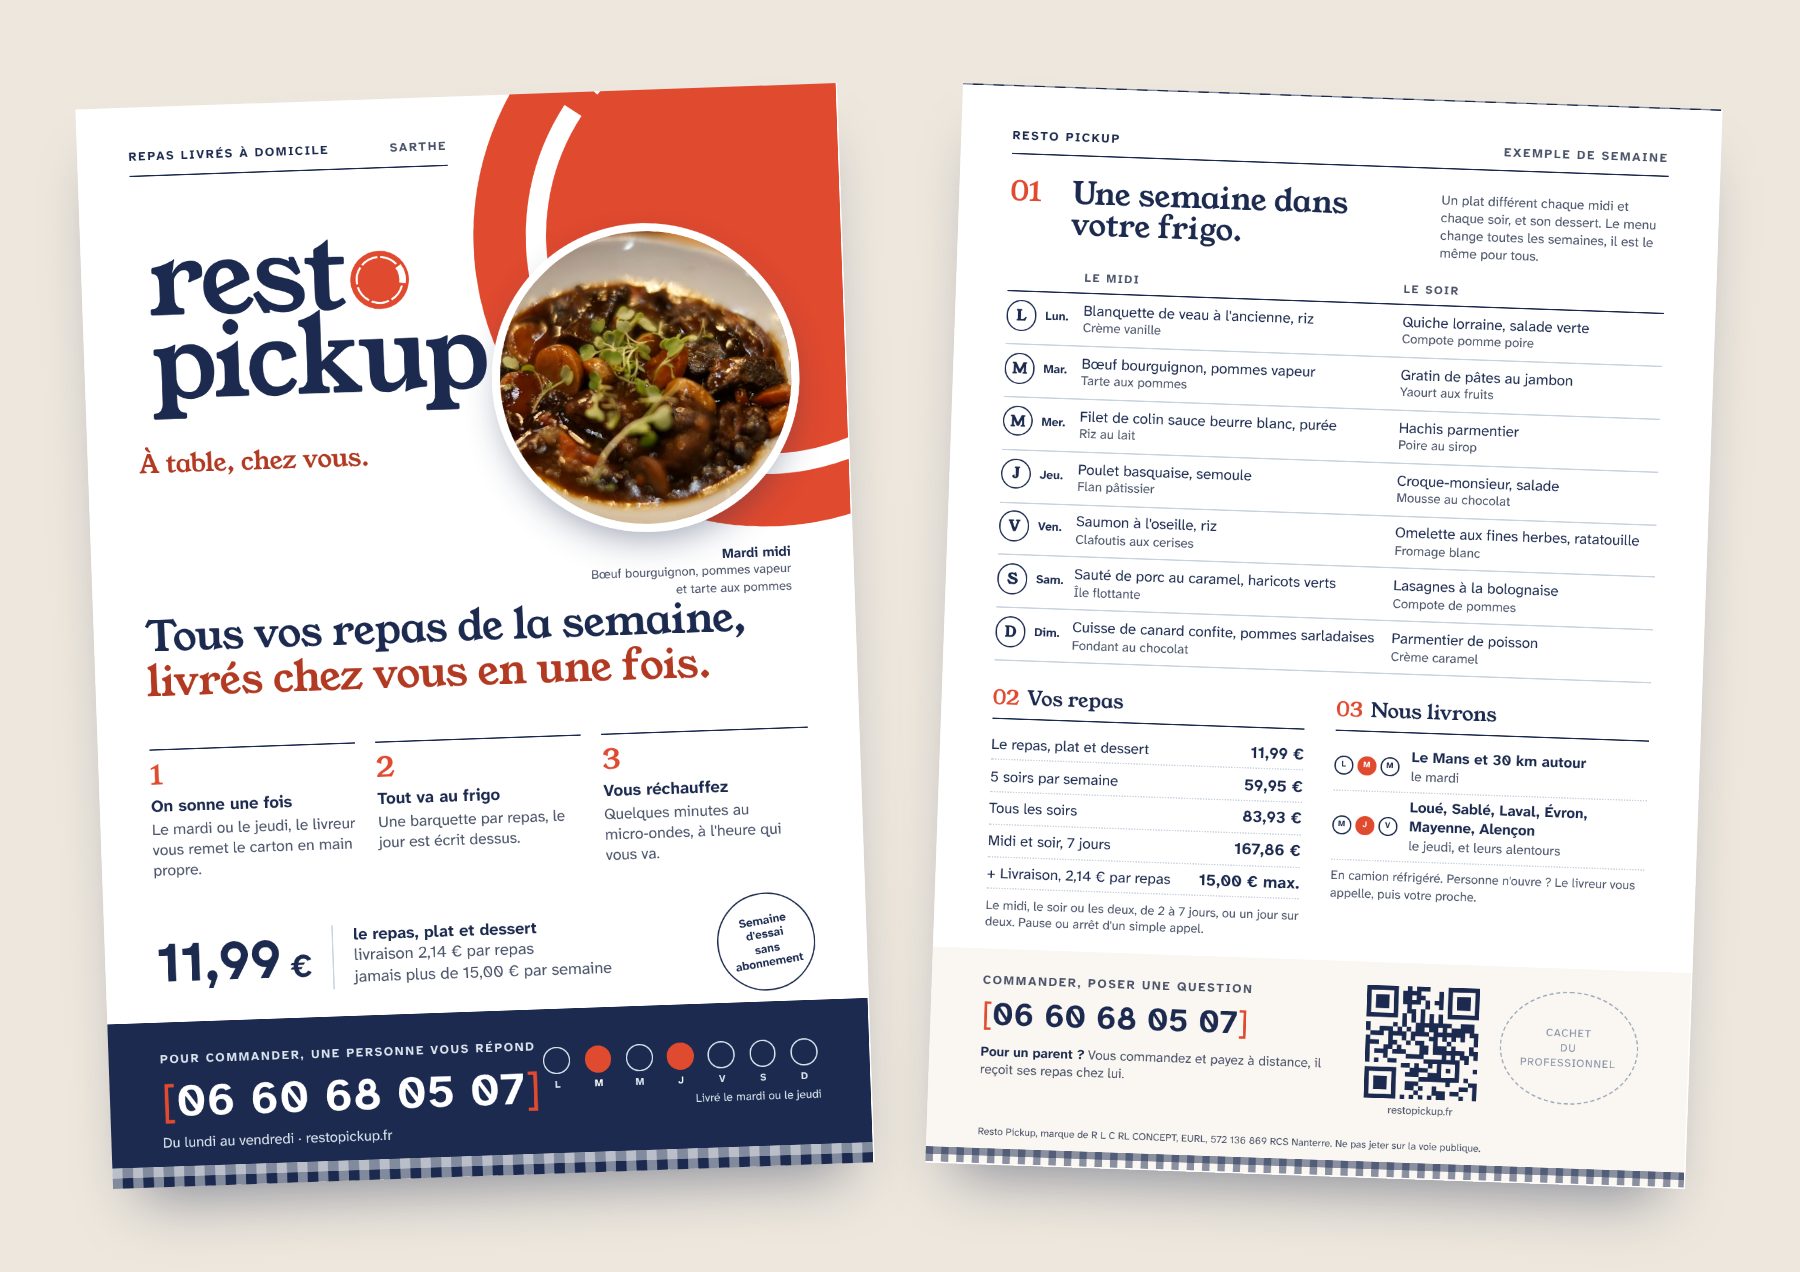 REPAS LIVRÉS À DOMICILE
SARTHE
resto
pickup
À table, chez vous.
Mardi midi
Bœuf bourguignon, pommes vapeur
et tarte aux pommes
Tous vos repas de la semaine,
livrés chez vous en une fois.
1
On sonne une fois
Le mardi ou le jeudi, le livreur
vous remet le carton en main
propre.
2
Tout va au frigo
Une barquette par repas, le
jour est écrit dessus.
3
Vous réchauffez
Quelques minutes au
micro-ondes, à l'heure qui
vous va.
11,99 €
le repas, plat et dessert
livraison 2,14 € par repas
jamais plus de 15,00 € par semaine
Semaine
d'essai
sans
abonnement
POUR COMMANDER, UNE PERSONNE VOUS RÉPOND
[06 60 68 05 07]
Du lundi au vendredi · restopickup.fr
L M M J V S D
Livré le mardi ou le jeudi
RESTO PICKUP
EXEMPLE DE SEMAINE
01 Une semaine dans
votre frigo.
Un plat différent chaque midi et
chaque soir, et son dessert. Le menu
change toutes les semaines, il est le
même pour tous.
LE MIDI
LE SOIR
L Lun. Blanquette de veau à l'ancienne, riz
Crème vanille
Quiche lorraine, salade verte
Compote pomme poire
M Mar. Bœuf bourguignon, pommes vapeur
Tarte aux pommes
Gratin de pâtes au jambon
Yaourt aux fruits
M Mer. Filet de colin sauce beurre blanc, purée
Riz au lait
Hachis parmentier
Poire au sirop
J Jeu. Poulet basquaise, semoule
Flan pâtissier
Croque-monsieur, salade
Mousse au chocolat
V Ven. Saumon à l'oseille, riz
Clafoutis aux cerises
Omelette aux fines herbes, ratatouille
Fromage blanc
S Sam. Sauté de porc au caramel, haricots verts
Île flottante
Lasagnes à la bolognaise
Compote de pommes
D Dim. Cuisse de canard confite, pommes sarladaises
Fondant au chocolat
Parmentier de poisson
Crème caramel
02 Vos repas
Le repas, plat et dessert 11,99 €
5 soirs par semaine 59,95 €
Tous les soirs 83,93 €
Midi et soir, 7 jours 167,86 €
+ Livraison, 2,14 € par repas 15,00 € max.
Le midi, le soir ou les deux, de 2 à 7 jours, ou un jour sur
deux. Pause ou arrêt d'un simple appel.
03 Nous livrons
L M M Le Mans et 30 km autour
le mardi
M J V Loué, Sablé, Laval, Évron,
Mayenne, Alençon
le jeudi, et leurs alentours
En camion réfrigéré. Personne n'ouvre ? Le livreur vous
appelle, puis votre proche.
COMMANDER, POSER UNE QUESTION
[06 60 68 05 07]
Pour un parent ? Vous commandez et payez à distance, il
reçoit ses repas chez lui.
restopickup.fr
CACHET
DU
PROFESSIONNEL
Resto Pickup, marque de R L C RL CONCEPT, EURL, 572 136 869 RCS Nanterre. Ne pas jeter sur la voie publique.